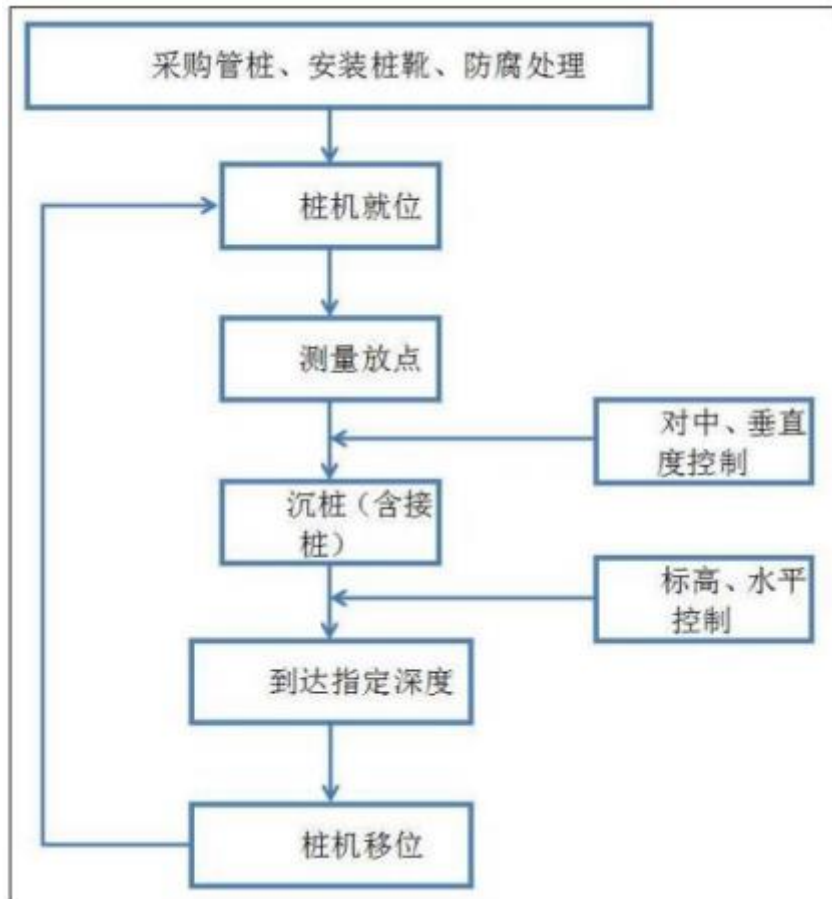 采购管桩、安装桩靴、防腐处理
桩机就位
测量放点
对中、垂直
度控制
沉桩（含接
桩）
标高、水平
控制
到达指定深度
桩机移位